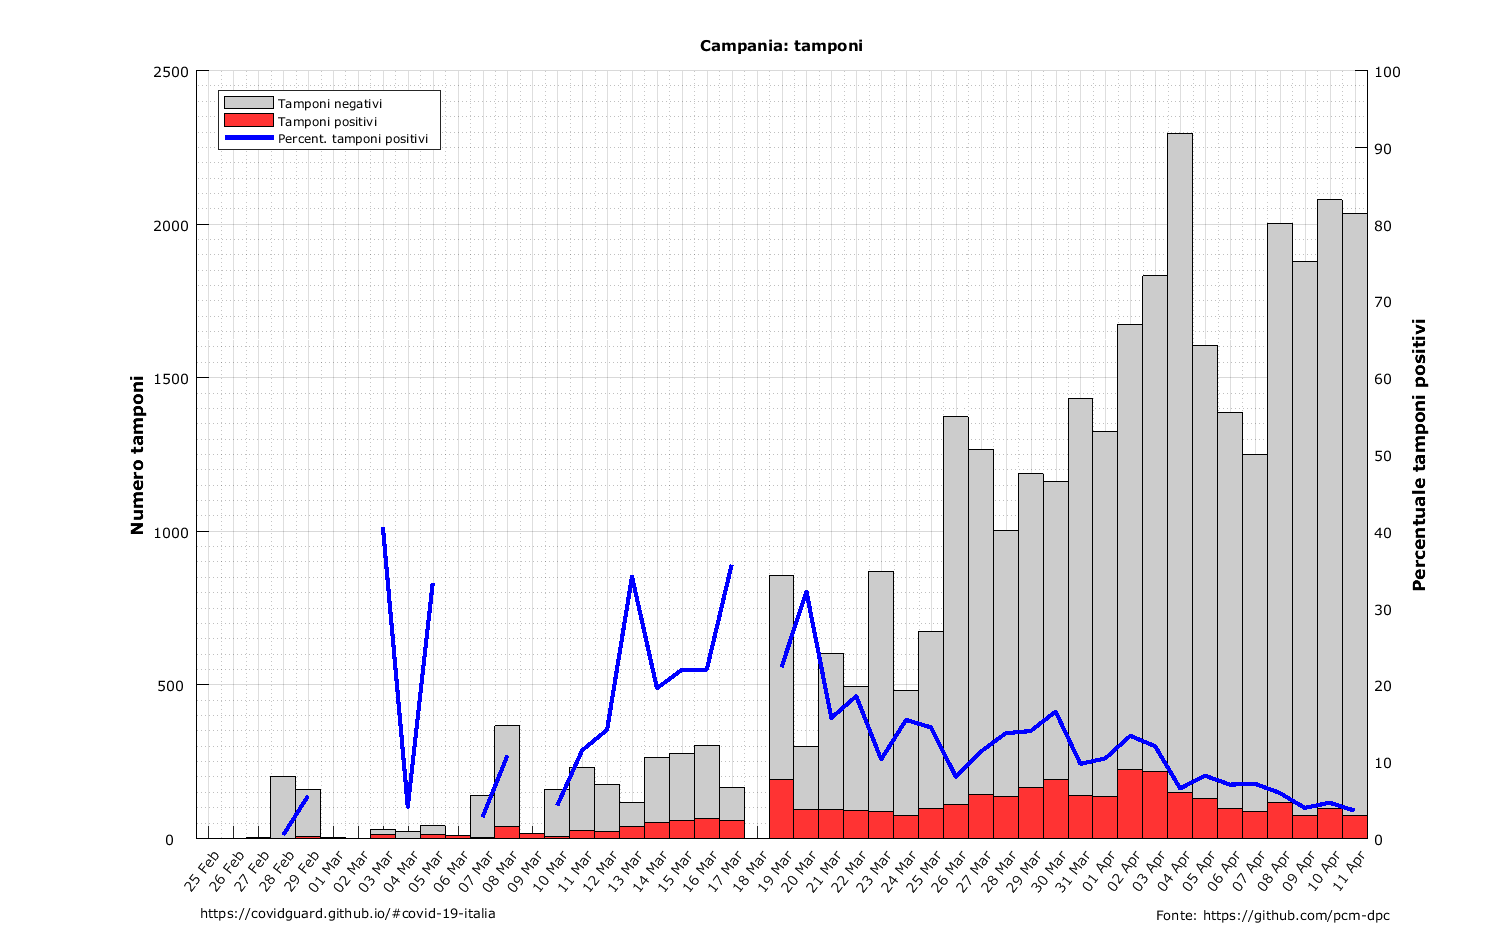 Campania: tamponi
Tamponi negativi
Tamponi positivi
Percent. tamponi positivi
2500
2000
1500
1000
500
0
Numero tamponi
100
90
80
70
60
50
40
30
20
10
0
Percentuale tamponi positivi
25 Feb
26 Feb
27 Feb
28 Feb
29 Feb
01 Mar
02 Mar
03 Mar
04 Mar
05 Mar
06 Mar
07 Mar
08 Mar
09 Mar
10 Mar
11 Mar
12 Mar
13 Mar
14 Mar
15 Mar
16 Mar
17 Mar
18 Mar
19 Mar
20 Mar
21 Mar
22 Mar
23 Mar
24 Mar
25 Mar
26 Mar
27 Mar
28 Mar
29 Mar
30 Mar
31 Mar
01 Apr
02 Apr
03 Apr
04 Apr
05 Apr
06 Apr
07 Apr
08 Apr
09 Apr
10 Apr
11 Apr
https://covidguard.github.io/#covid-19-italia
Fonte: https://github.com/pcm-dpc